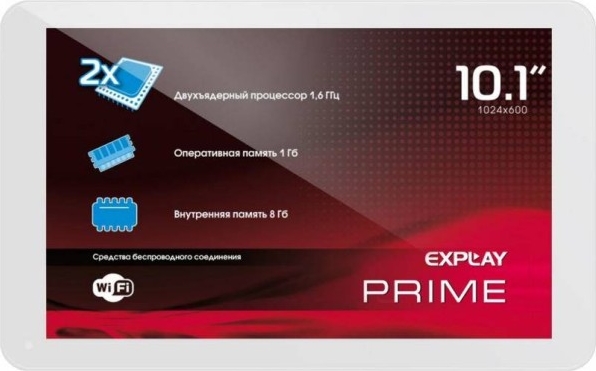 2x
Двухъядерный процессор 1,6 ГГц
10.1"
1024x600
Оперативная память 1 Гб
Внутренняя память 8 Гб
Средства беспроводного соединения
WiFi
EXPLAY
PRIME